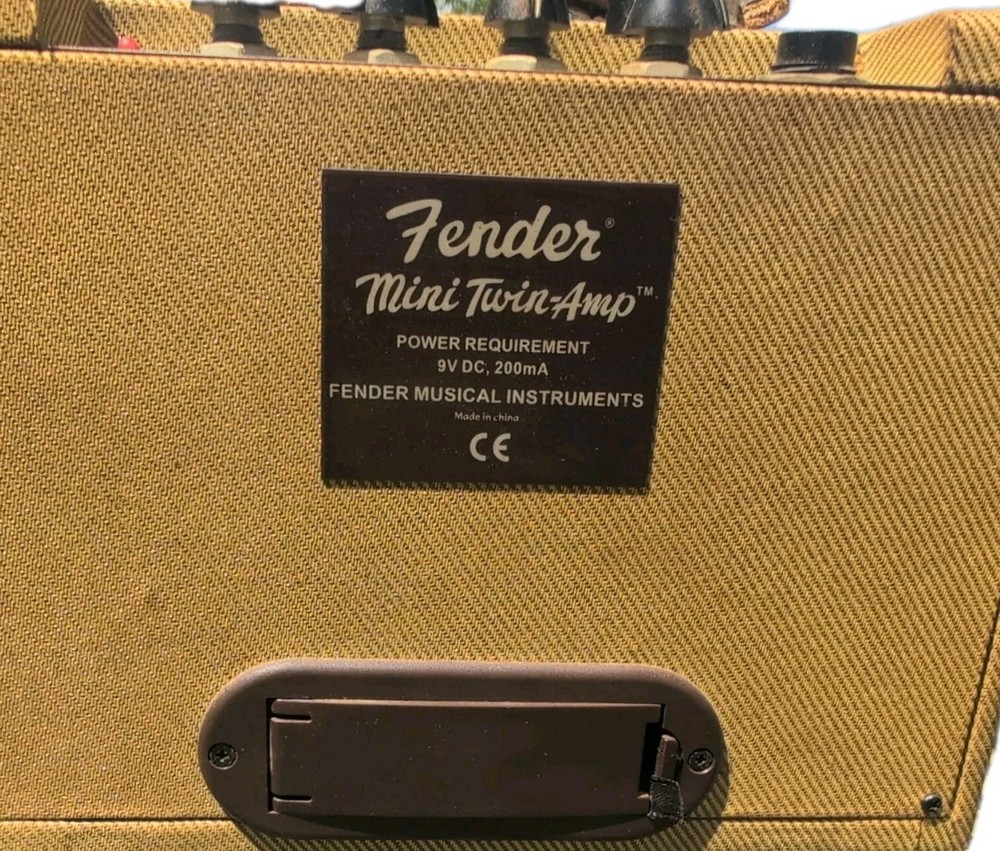 Fender®
Mini Twin-Amp™
POWER REQUIREMENT
9V DC, 200mA
FENDER MUSICAL INSTRUMENTS
Made in china
CE